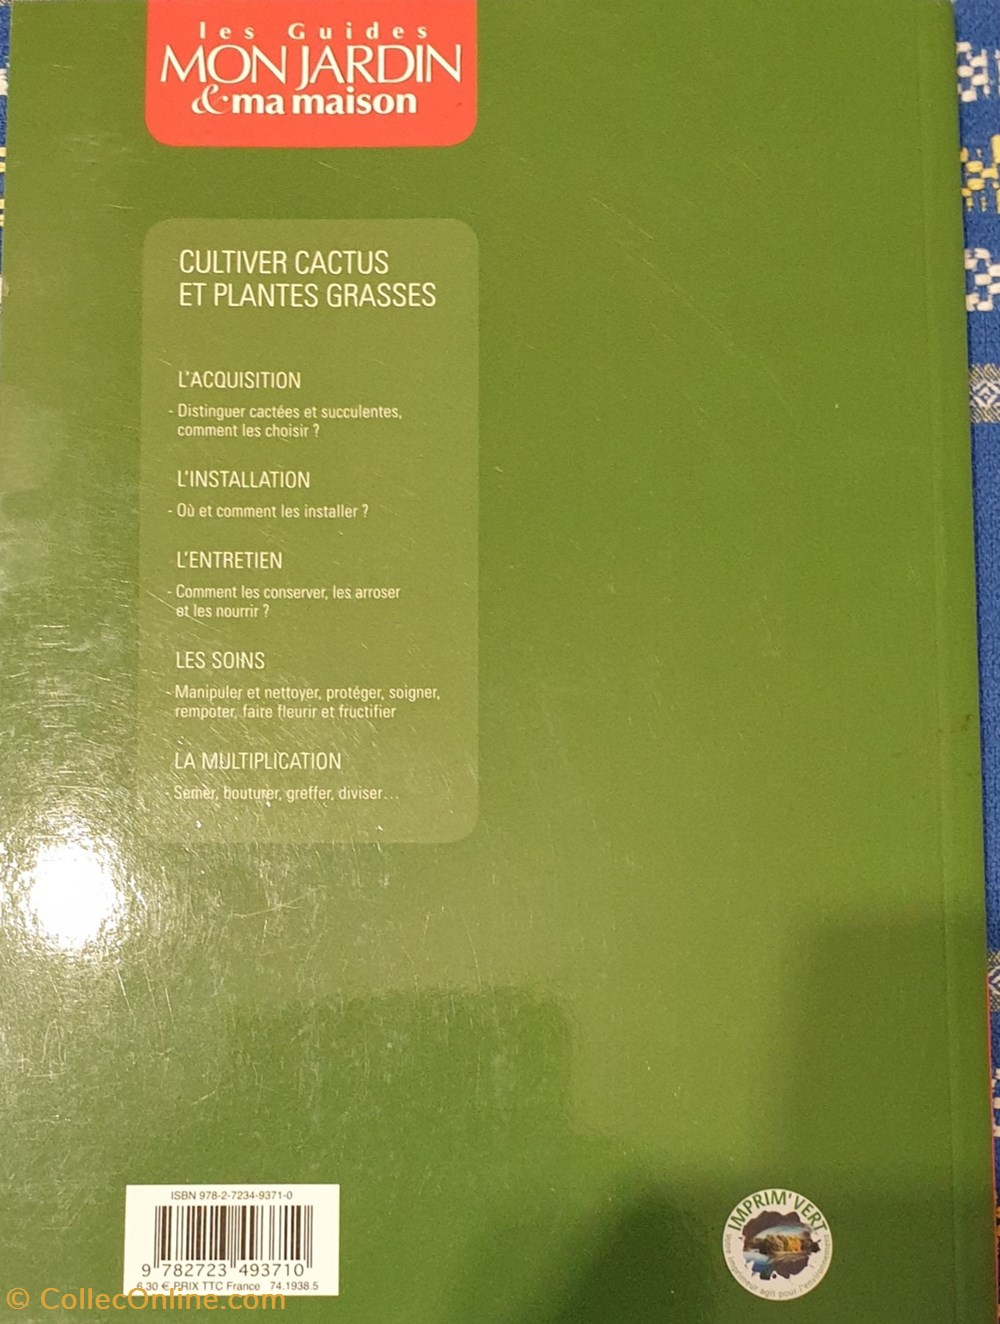 les Guides
MON JARDIN
& ma maison
CULTIVER CACTUS
ET PLANTES GRASSES
L'ACQUISITION
- Distinguer cactées et succulentes,
comment les choisir ?
L'INSTALLATION
- Où et comment les installer ?
L'ENTRETIEN
- Comment les conserver, les arroser
et les nourrir ?
LES SOINS
- Manipuler et nettoyer, protéger, soigner,
rempoter, faire fleurir et fructifier
LA MULTIPLICATION
- Semer, bouturer, greffer, diviser...
ISBN 978-2-7234-9371-0
9 782723 493710
6,30 € PRIX TTC France 74.1938.5
IMPRIM'VERT
agit pour
© CollecOnline.com